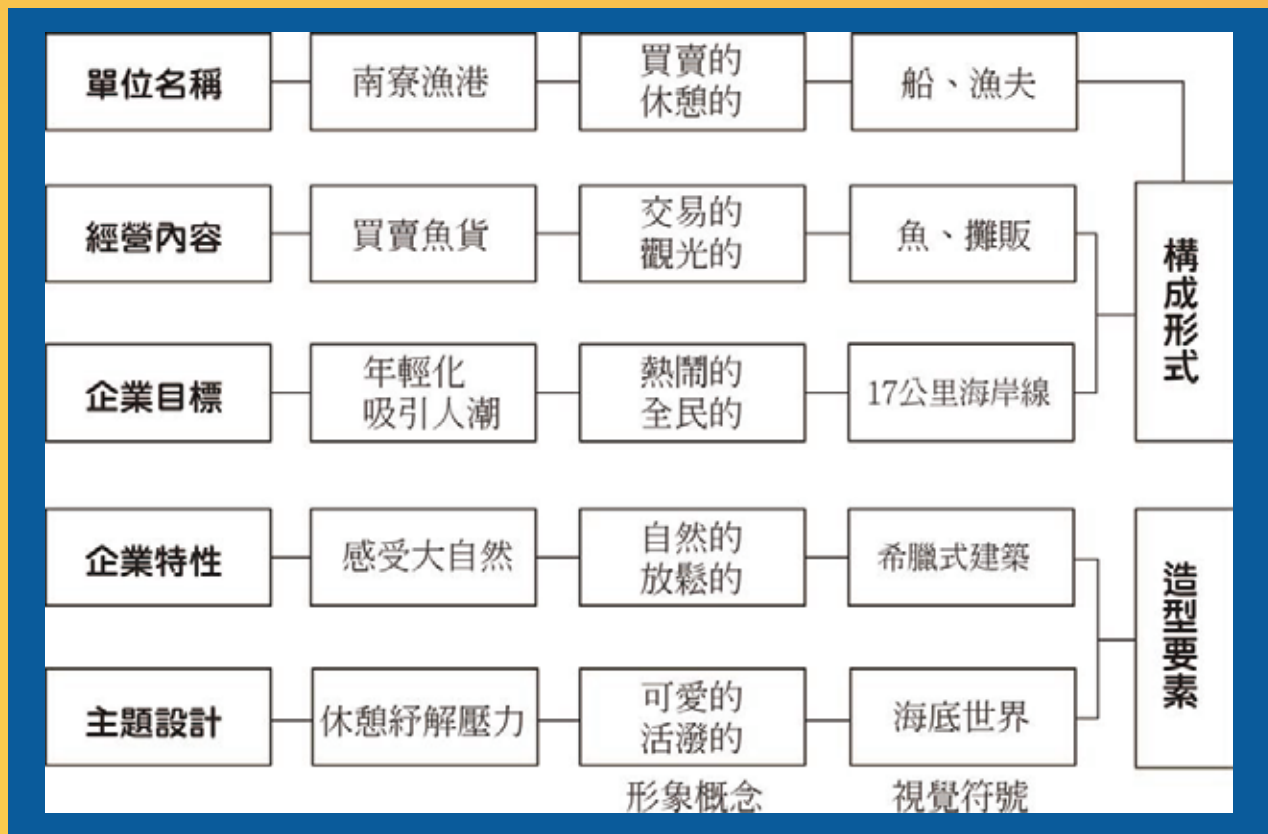 單位名稱
南寮漁港
買賣的
休憩的
船、漁夫
經營內容
買賣魚貨
交易的
觀光的
魚、攤販
企業目標
年輕化
吸引人潮
熱鬧的
全民的
17公里海岸線
構成形式
企業特性
感受大自然
自然的
放鬆的
希臘式建築
主題設計
休憩紓解壓力
可愛的
活潑的
海底世界
造型要素
形象概念
視覺符號